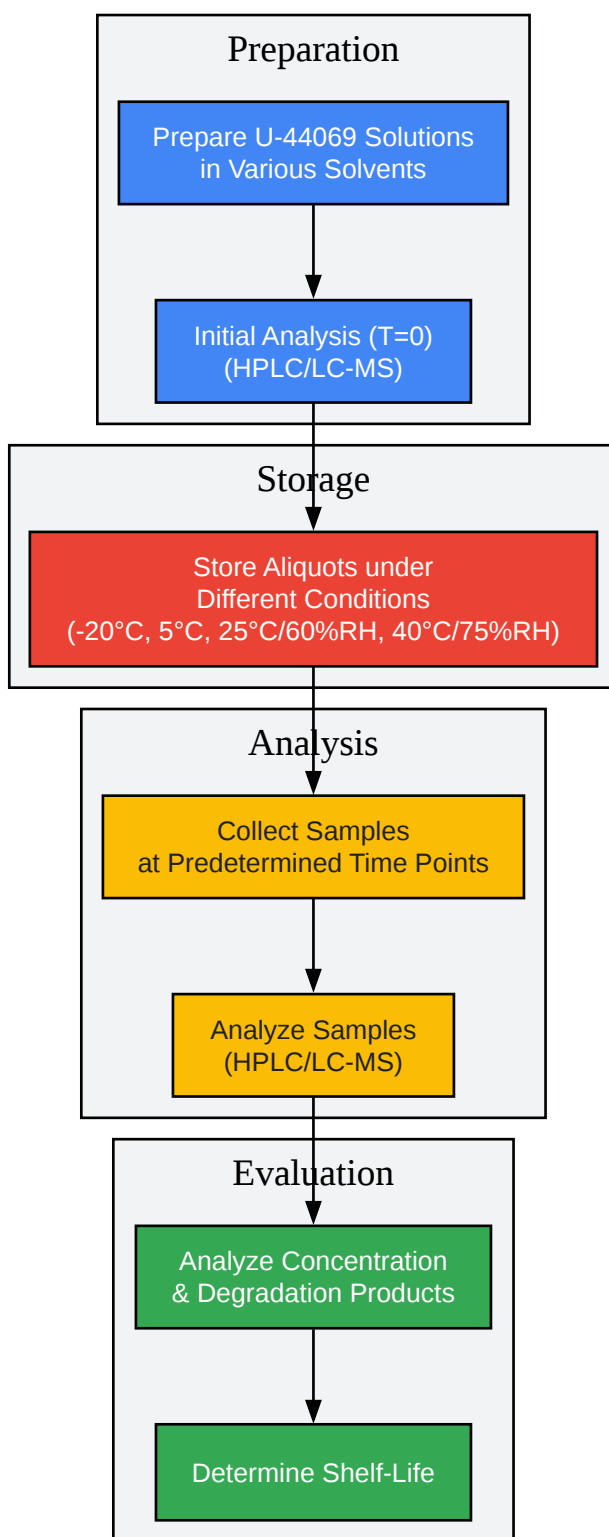 Preparation
Prepare U-44069 Solutions
in Various Solvents
Initial Analysis (T=0)
(HPLC/LC-MS)
Storage
Store Aliquots under
Different Conditions
(-20°C, 5°C, 25°C/60%RH, 40°C/75%RH)
Analysis
Collect Samples
at Predetermined Time Points
Analyze Samples
(HPLC/LC-MS)
Evaluation
Analyze Concentration
& Degradation Products
Determine Shelf-Life